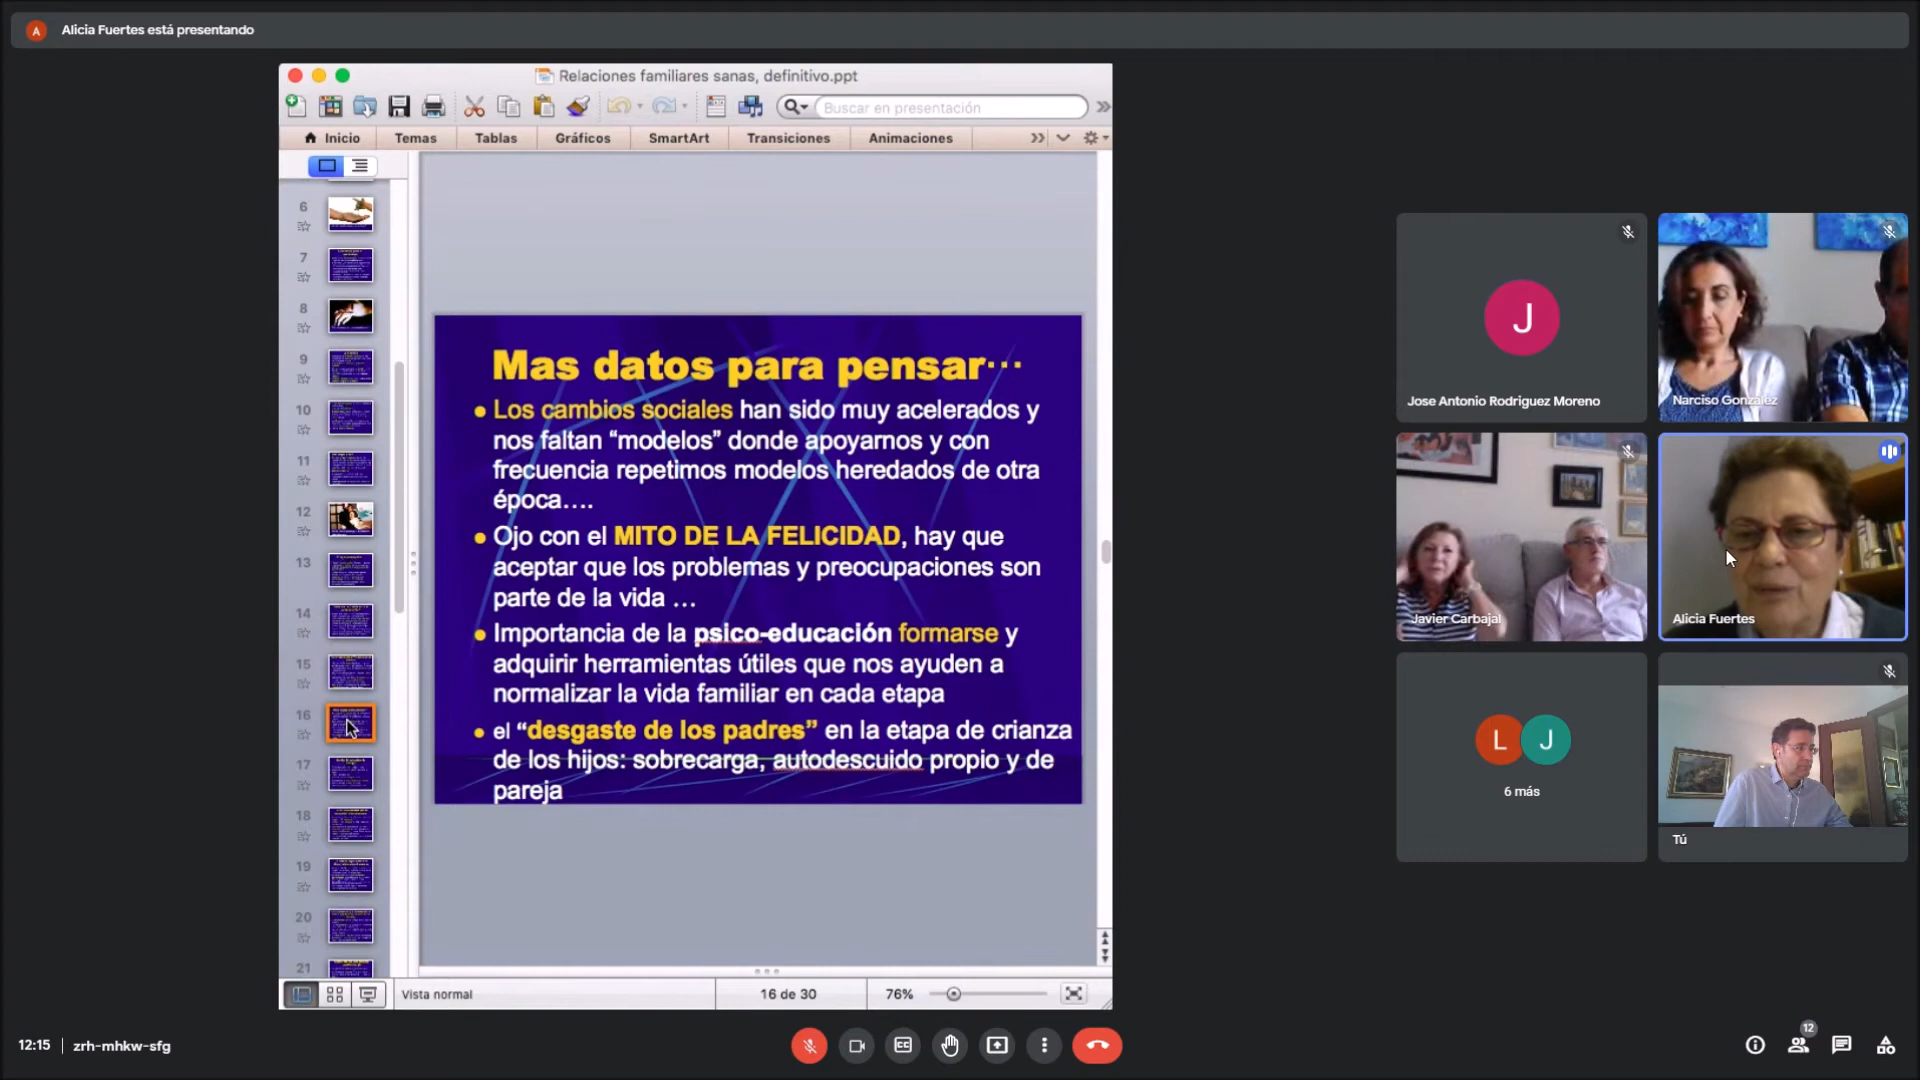 A
Alicia Fuertes está presentando
Relaciones familiares sanas, definitivo.ppt
Buscar en presentación
Inicio
Temas
Tablas
Gráficos
SmartArt
Transiciones
Animaciones
6
7
8
9
10
11
12
13
14
15
16
17
18
19
20
21
Mas datos para pensar…
Los cambios sociales han sido muy acelerados y
nos faltan “modelos” donde apoyarnos y con
frecuencia repetimos modelos heredados de otra
época….
Ojo con el MITO DE LA FELICIDAD, hay que
aceptar que los problemas y preocupaciones son
parte de la vida …
Importancia de la psico-educación formarse y
adquirir herramientas útiles que nos ayuden a
normalizar la vida familiar en cada etapa
el “desgaste de los padres” en la etapa de crianza
de los hijos: sobrecarga, autodescuido propio y de
pareja
Vista normal
16 de 30
76%
J
Jose Antonio Rodriguez Moreno
Narciso González
Javier Carbajal
Alicia Fuertes
L J
6 más
Tú
12:15 | zrh-mhkw-sfg
CC
12